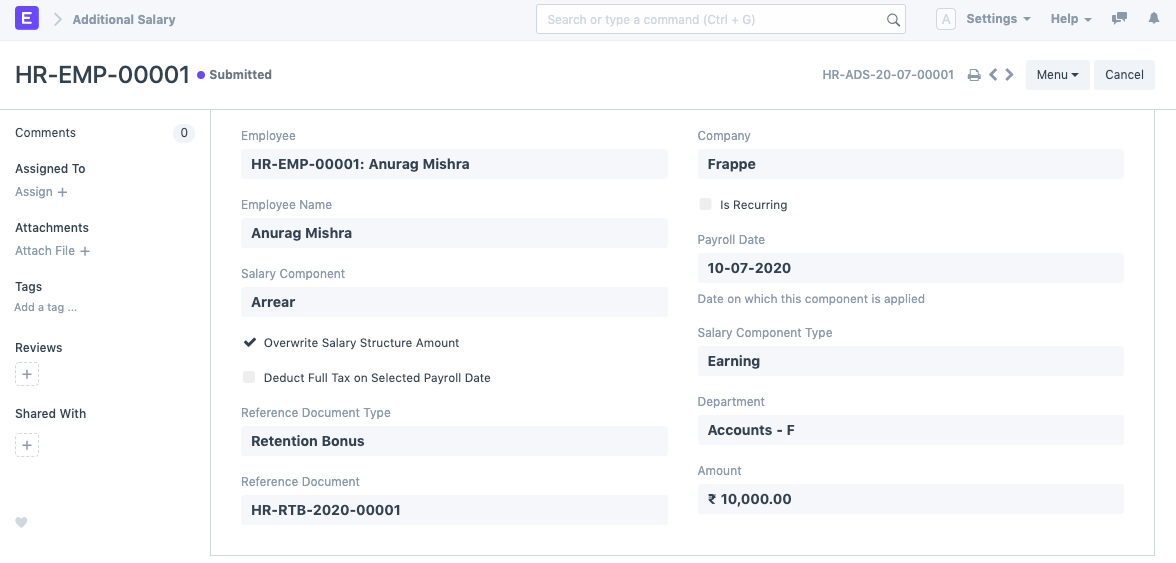 E
Additional Salary
Search or type a command (Ctrl + G)
A
Settings
Help
HR-EMP-00001
Submitted
HR-ADS-20-07-00001
Menu
Cancel
Comments
0
Assigned To
Assign +
Attachments
Attach File +
Tags
Add a tag ...
Reviews
+
Shared With
+
Employee
HR-EMP-00001: Anurag Mishra
Employee Name
Anurag Mishra
Salary Component
Arrear
Overwrite Salary Structure Amount
Deduct Full Tax on Selected Payroll Date
Reference Document Type
Retention Bonus
Reference Document
HR-RTB-2020-00001
Company
Frappe
Is Recurring
Payroll Date
10-07-2020
Date on which this component is applied
Salary Component Type
Earning
Department
Accounts - F
Amount
₹ 10,000.00